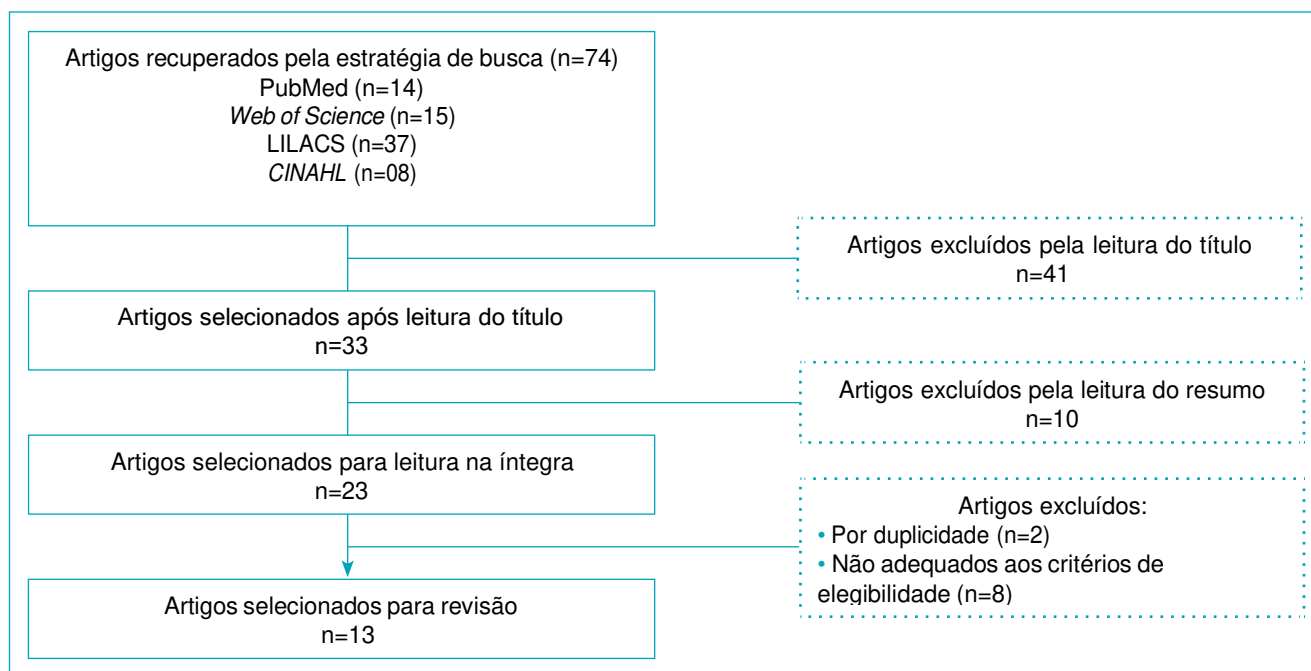 Artigos recuperados pela estratégia de busca (n=74)
PubMed (n=14)
Web of Science (n=15)
LILACS (n=37)
CINAHL (n=08)
Artigos excluídos pela leitura do título
n=41
Artigos selecionados após leitura do título
n=33
Artigos excluídos pela leitura do resumo
n=10
Artigos selecionados para leitura na íntegra
n=23
Artigos excluídos:
• Por duplicidade (n=2)
• Não adequados aos critérios de
elegibilidade (n=8)
Artigos selecionados para revisão
n=13